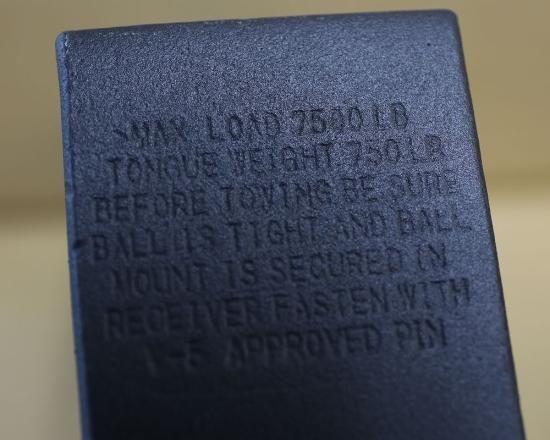 MAX LOAD 7500 LB
TONGUE WEIGHT 750 LB
BEFORE TOWING BE SURE
BALL IS TIGHT AND BALL
MOUNT IS SECURED IN
RECEIVER FASTEN WITH
V-5 APPROVED PIN